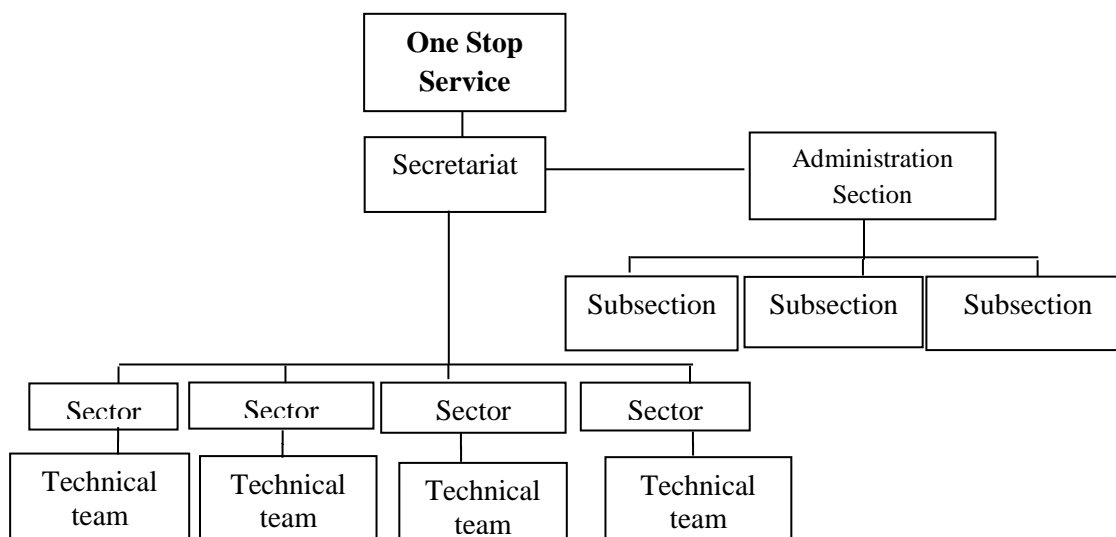 One Stop
Service
Secretariat
Administration
Section
Subsection
Subsection
Subsection
Sector
Sector
Sector
Sector
Technical
team
Technical
team
Technical
team
Technical
team